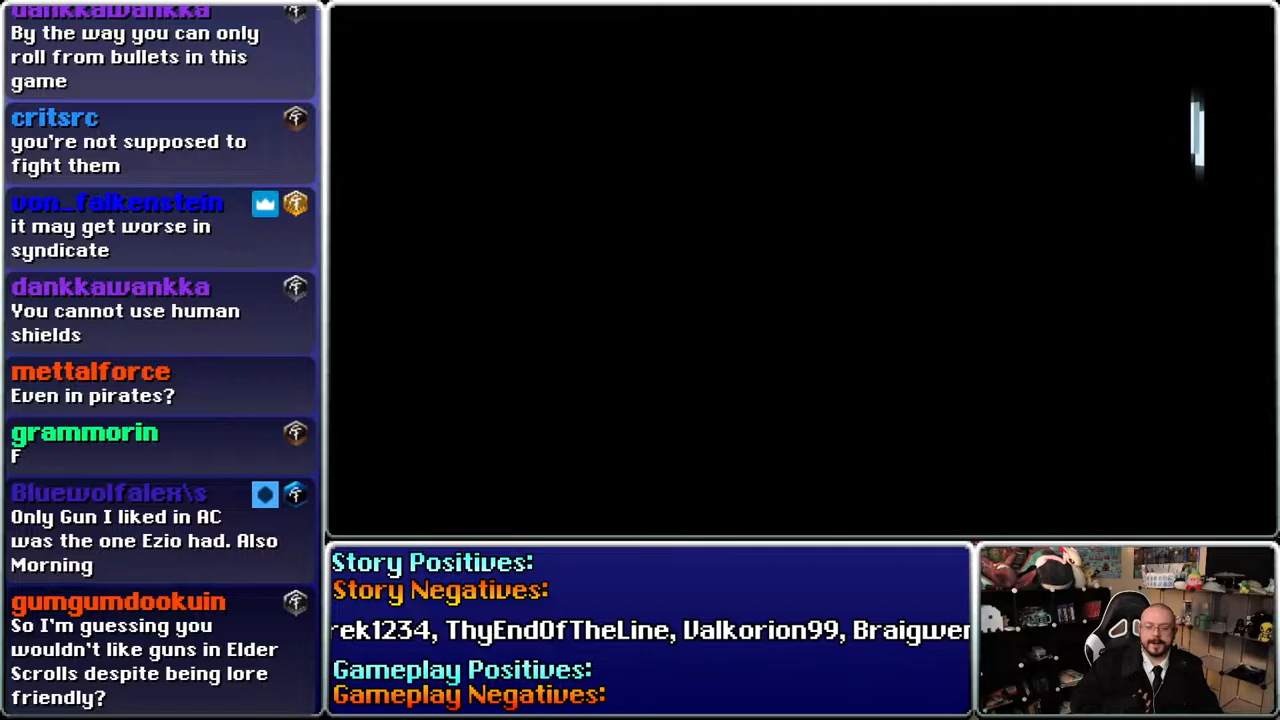 dankkawankka
By the way you can only
roll from bullets in this
game
critsrc
you're not supposed to
fight them
von_falkenstein
it may get worse in
syndicate
dankkawankka
You cannot use human
shields
mettalforce
Even in pirates?
grammorin
F
Bluewolfalex\s
Only Gun I liked in AC
was the one Ezio had. Also
Morning
gumgumdookuin
So I'm guessing you
wouldn't like guns in Elder
Scrolls despite being lore
friendly?
Story Positives:
Story Negatives:
rek1234, ThyEndOfTheLine, Valkorion99, Braigwen
Gameplay Positives:
Gameplay Negatives: